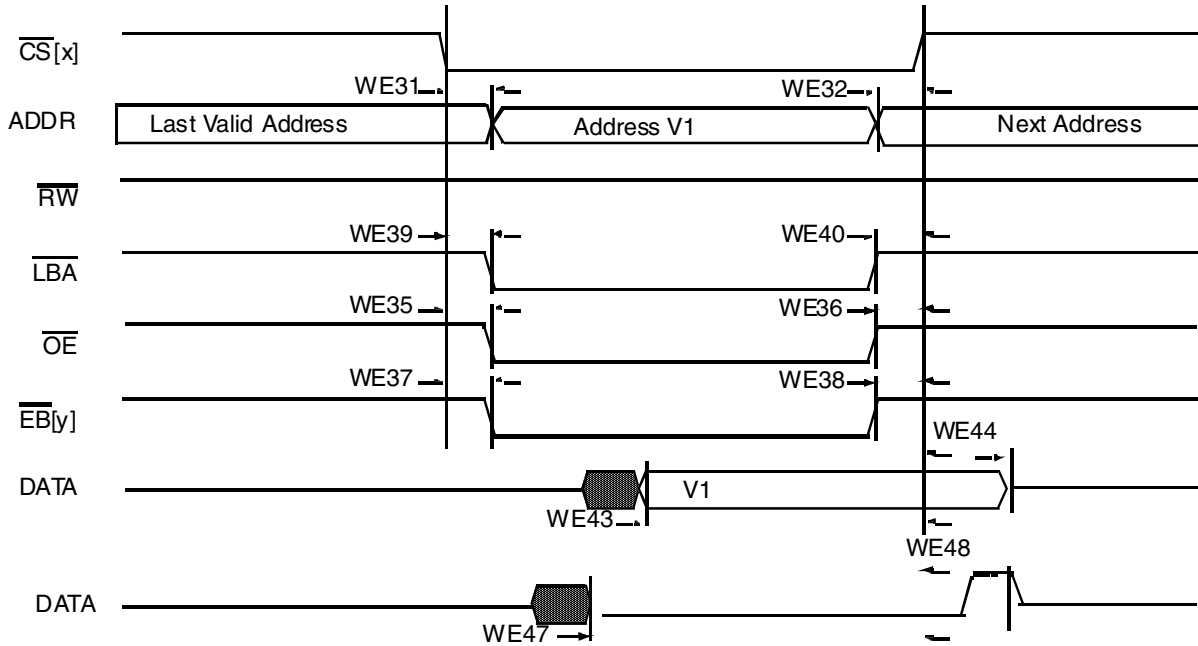 CS[x]
WE31
WE32
ADDR
Last Valid Address
Address V1
Next Address
RW
WE39
WE40
LBA
WE35
WE36
OE
WE37
WE38
EB[y]
WE44
DATA
V1
WE43
WE48
DATA
WE47